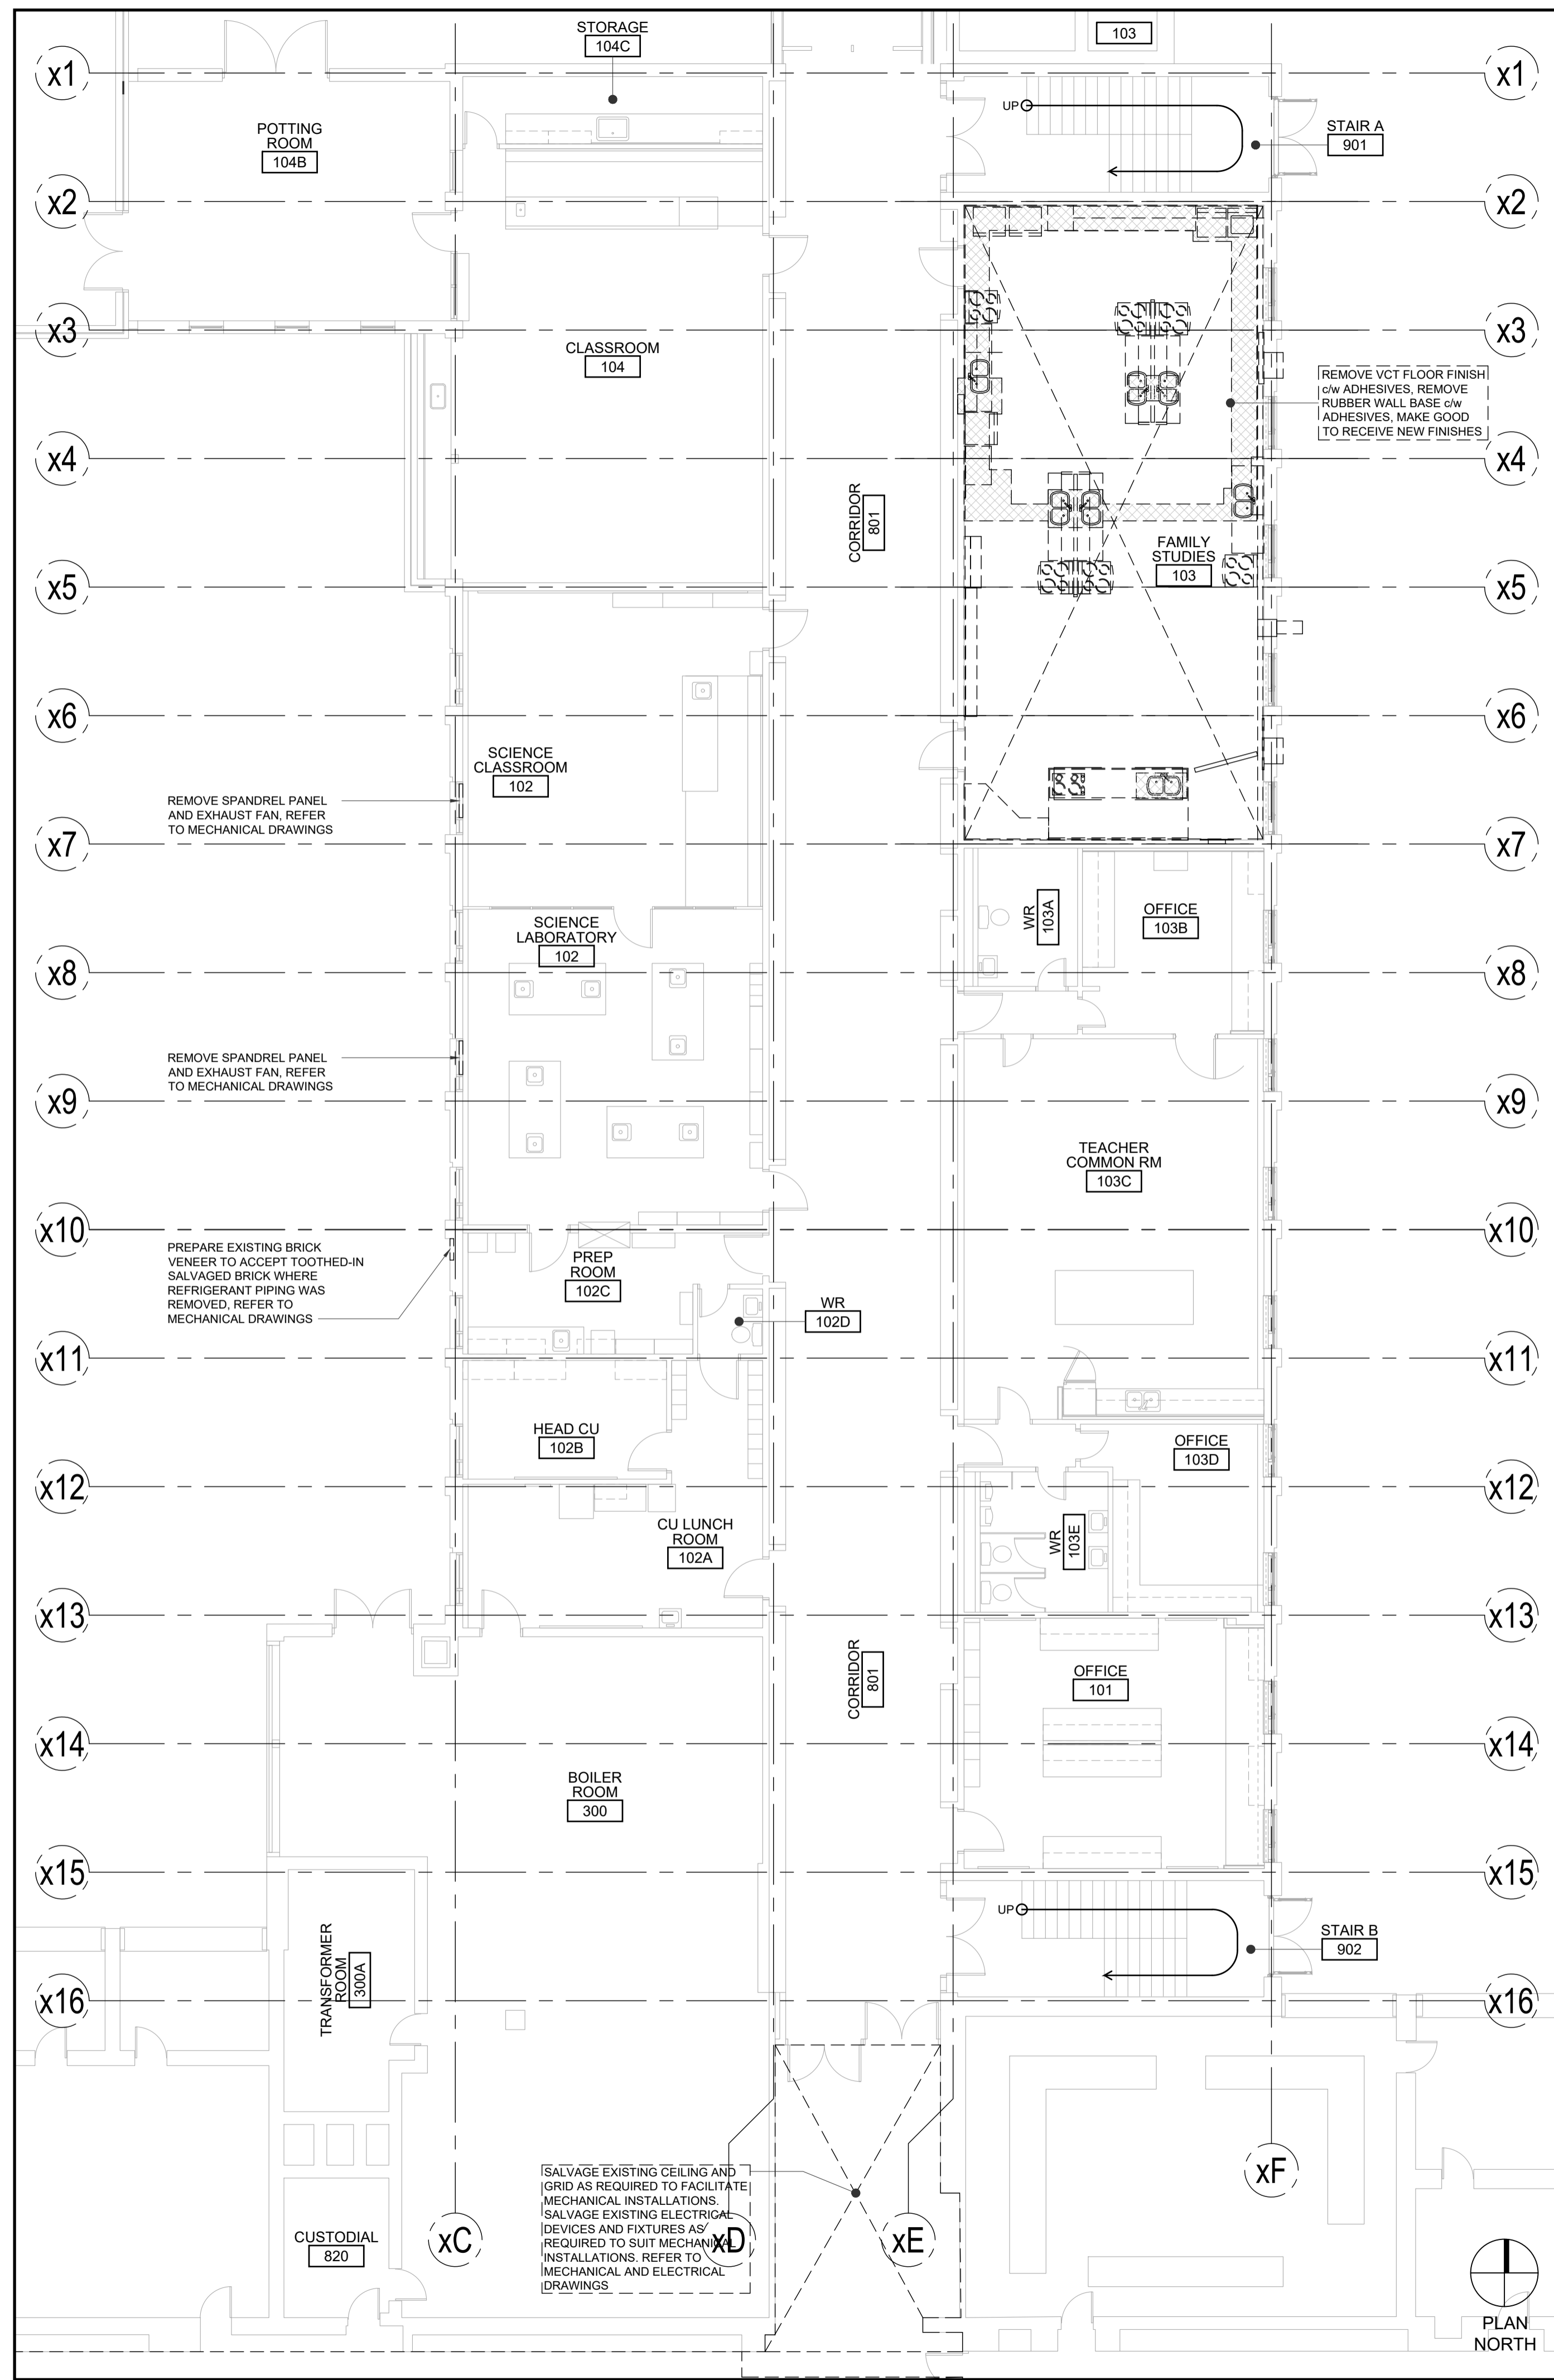 STORAGE
104C
103
x1
x1
UP
POTTING
ROOM
104B
STAIR A
901
x2
x2
x3
x3
CLASSROOM
104
REMOVE VCT FLOOR FINISH
c/w ADHESIVES, REMOVE
RUBBER WALL BASE c/w
ADHESIVES, MAKE GOOD
TO RECEIVE NEW FINISHES
x4
x4
CORRIDOR
801
FAMILY
STUDIES
103
x5
x5
x6
x6
SCIENCE
CLASSROOM
102
REMOVE SPANDREL PANEL
AND EXHAUST FAN, REFER
TO MECHANICAL DRAWINGS
x7
x7
WR
103A
OFFICE
103B
SCIENCE
LABORATORY
102
x8
x8
REMOVE SPANDREL PANEL
AND EXHAUST FAN, REFER
TO MECHANICAL DRAWINGS
x9
x9
TEACHER
COMMON RM
103C
x10
x10
PREPARE EXISTING BRICK
VENEER TO ACCEPT TOOTHED-IN
SALVAGED BRICK WHERE
REFRIGERANT PIPING WAS
REMOVED, REFER TO
MECHANICAL DRAWINGS
PREP
ROOM
102C
WR
102D
x11
x11
HEAD CU
102B
OFFICE
103D
x12
x12
CU LUNCH
ROOM
102A
WR
103E
x13
x13
CORRIDOR
801
OFFICE
101
x14
x14
BOILER
ROOM
300
x15
x15
UP
STAIR B
902
TRANSFORMER
ROOM
300A
x16
x16
SALVAGE EXISTING CEILING AND
GRID AS REQUIRED TO FACILITATE
MECHANICAL INSTALLATIONS.
SALVAGE EXISTING ELECTRICAL
DEVICES AND FIXTURES AS
REQUIRED TO SUIT MECHANICAL
INSTALLATIONS. REFER TO
MECHANICAL AND ELECTRICAL
DRAWINGS
xF
CUSTODIAL
820
xC
xD
xE
PLAN
NORTH